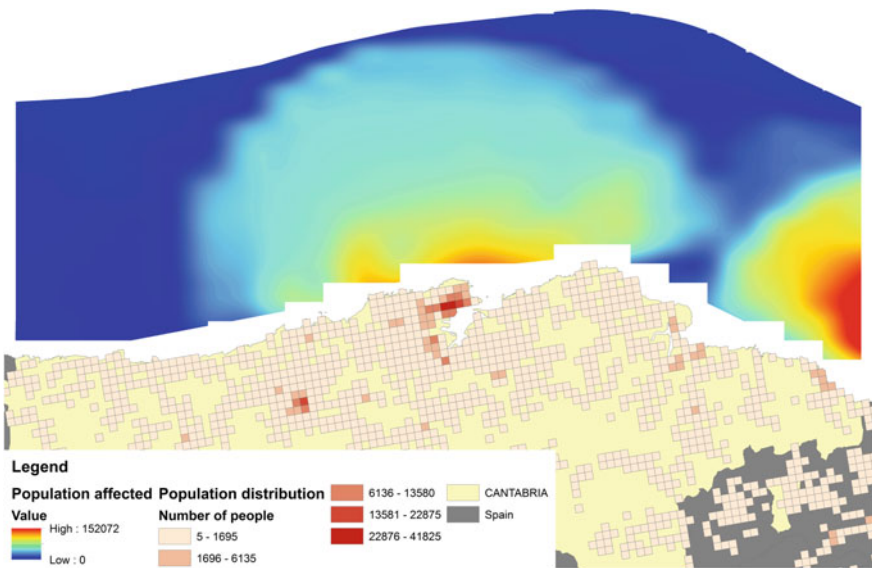 Legend
Population affected
Value
High : 152072
Low : 0
Population distribution
Number of people
5 - 1695
1696 - 6135
6136 - 13580
13581 - 22875
22876 - 41825
CANTABRIA
Spain